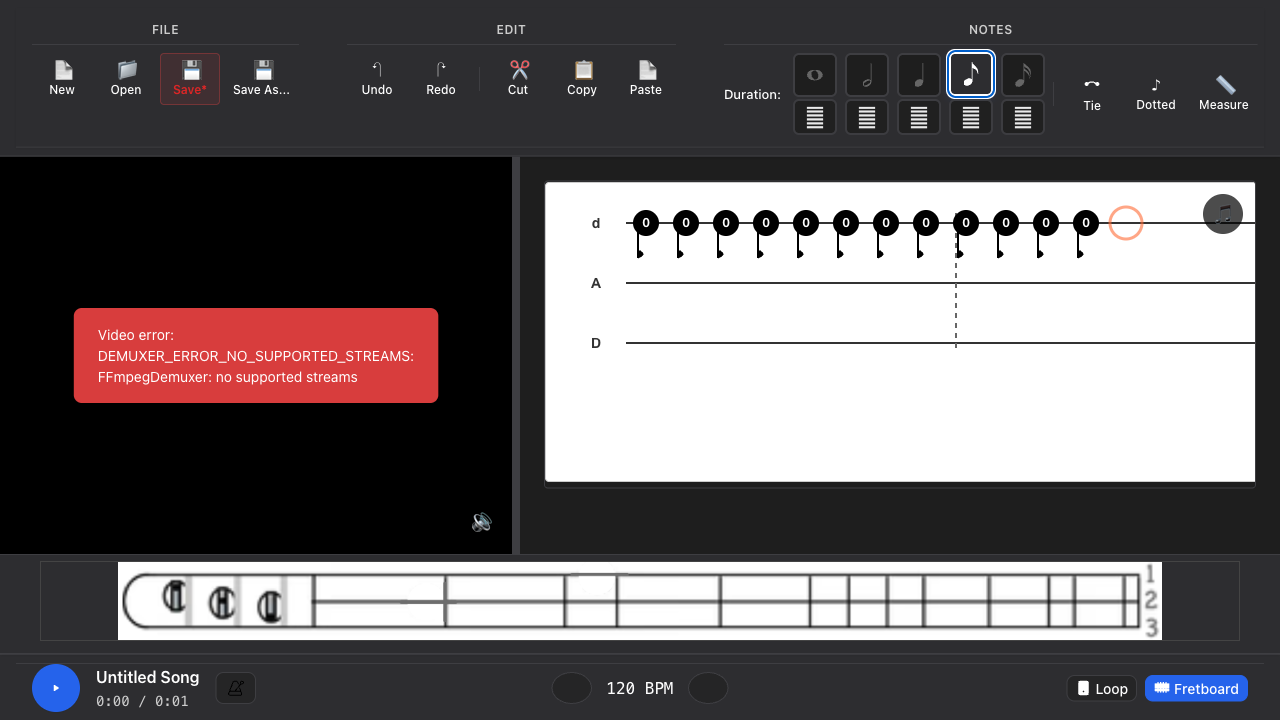 FILE
EDIT
NOTES
New
Open
Save*
Save As...
Undo
Redo
Cut
Copy
Paste
Duration:
Tie
Dotted
Measure
d
0 0 0 0 0 0 0 0 0 0 0 0
A
D
Video error:
DEMUXER_ERROR_NO_SUPPORTED_STREAMS:
FFmpegDemuxer: no supported streams
1
2
3
Untitled Song
0:00 / 0:01
120 BPM
Loop
Fretboard